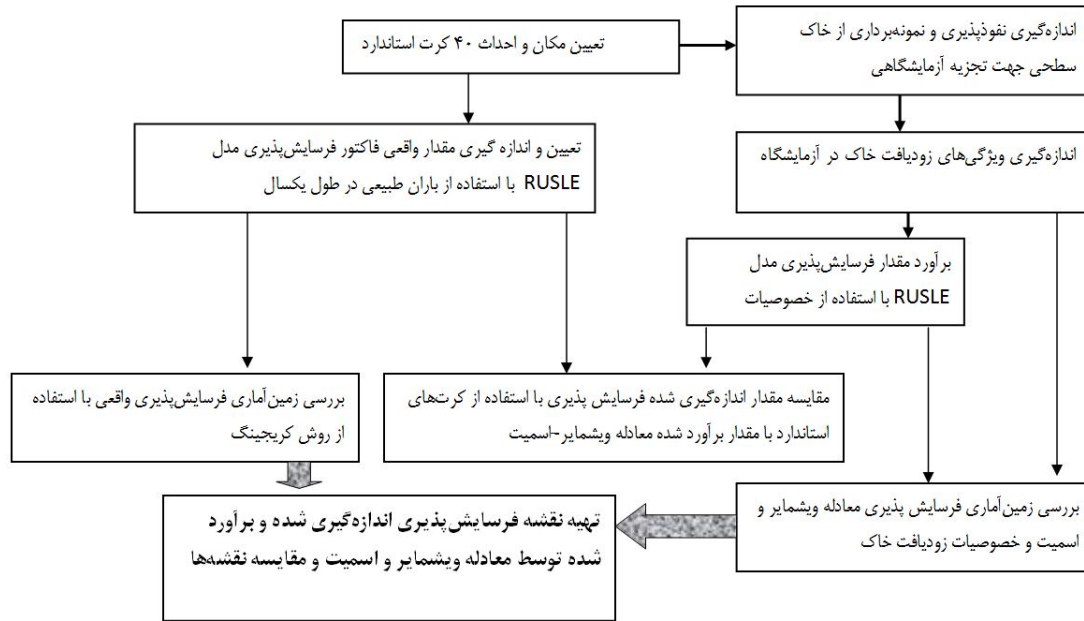 تعیین مکان و احداث ۴۰ کرت استاندارد
اندازه‌گیری نفوذپذیری و نمونه‌برداری از خاک
سطحی جهت تجزیه آزمایشگاهی
تعیین و اندازه گیری مقدار واقعی فاکتور فرسایش‌پذیری مدل
RUSLE با استفاده از باران طبیعی در طول یکسال
اندازه‌گیری ویژگی‌های زودیافت خاک در آزمایشگاه
برآورد مقدار فرسایش‌پذیری مدل
RUSLE با استفاده از خصوصیات
مقایسه مقدار اندازه‌گیری شده فرسایش پذیری با استفاده از کرت‌های
استاندارد با مقدار برآورد شده معادله ویشمایر-اسمیت
بررسی زمین‌آماری فرسایش‌پذیری واقعی با استفاده
از روش کریجینگ
بررسی زمین‌آماری فرسایش پذیری معادله ویشمایر و
اسمیت و خصوصیات زودیافت خاک
تهیه نقشه فرسایش‌پذیری اندازه‌گیری شده و برآورد
شده توسط معادله ویشمایر و اسمیت و مقایسه نقشه‌ها